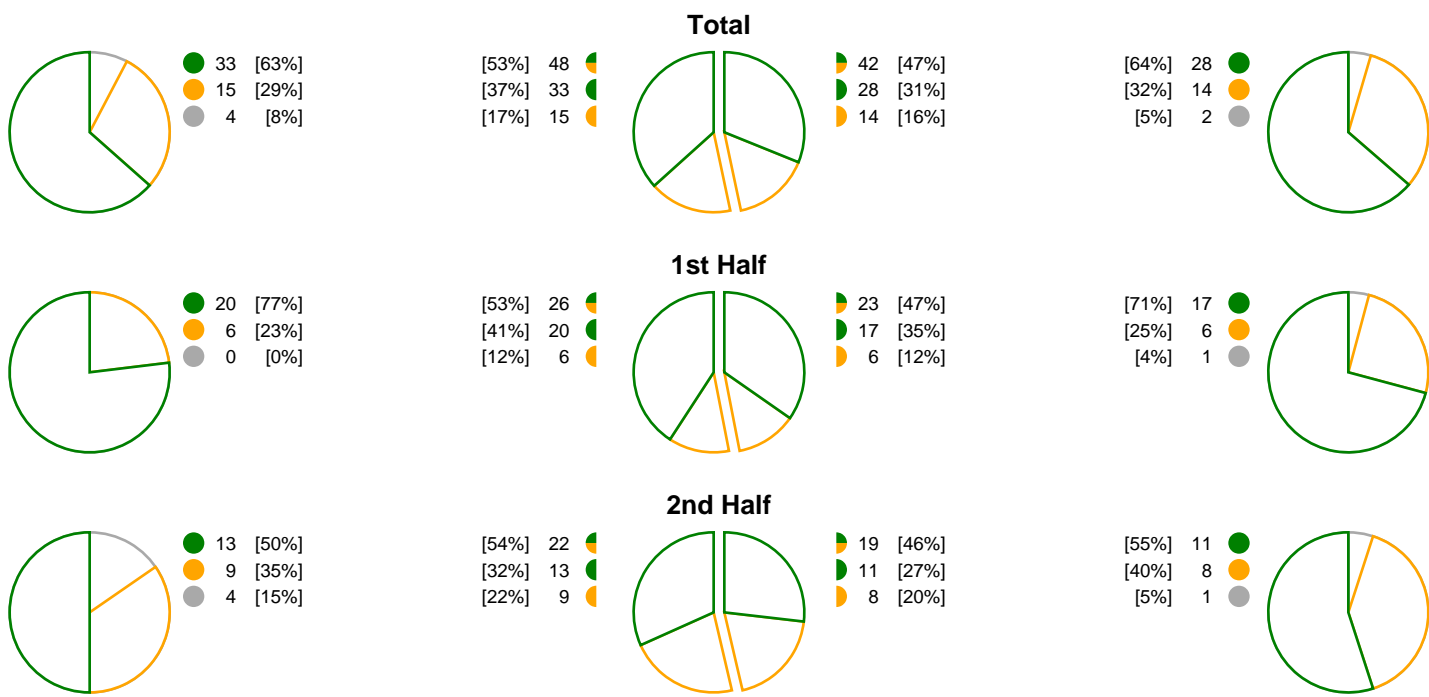 Total
33 [63%] [53%] 48 42 [47%] [64%] 28
15 [29%] [37%] 33 28 [31%] [32%] 14
4 [8%] [17%] 15 14 [16%] [5%] 2
1st Half
20 [77%] [53%] 26 23 [47%] [71%] 17
6 [23%] [41%] 20 17 [35%] [25%] 6
0 [0%] [12%] 6 6 [12%] [4%] 1
2nd Half
13 [50%] [54%] 22 19 [46%] [55%] 11
9 [35%] [32%] 13 11 [27%] [40%] 8
4 [15%] [22%] 9 8 [20%] [5%] 1